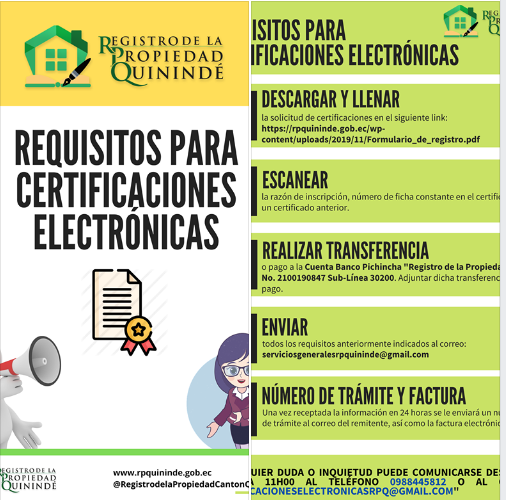 REGISTRO DE LA
PROPIEDAD
QUININDÉ
REQUISITOS PARA
CERTIFICACIONES
ELECTRÓNICAS
REGISTRO DE LA
PROPIEDAD
QUININDÉ
www.rpquininde.gob.ec
@RegistrodelaPropiedadCantonQ
ISITOS PARA
IFICACIONES ELECTRÓNICAS
DESCARGAR Y LLENAR
la solicitud de certificaciones en el siguiente link:
https://rpquininde.gob.ec/wp-
content/uploads/2019/11/Formulario_de_registro.pdf
ESCANEAR
la razón de inscripción, número de ficha constante en el certific
un certificado anterior.
REALIZAR TRANSFERENCIA
o pago a la Cuenta Banco Pichincha "Registro de la Propieda
No. 2100190847 Sub-Línea 30200. Adjuntar dicha transferenc
pago.
ENVIAR
todos los requisitos anteriormente indicados al correo:
serviciosgeneralesrpquininde@gmail.com
NÚMERO DE TRÁMITE Y FACTURA
Una vez receptada la información en 24 horas se le enviará un nú
de trámite al correo del remitente, así como la factura electrónic
UIER DUDA O INQUIETUD PUEDE COMUNICARSE DES
A 11H00 AL TELÉFONO 0988445812 O AL C
CACIONESELECTRONICASRPQ@GMAIL.COM"